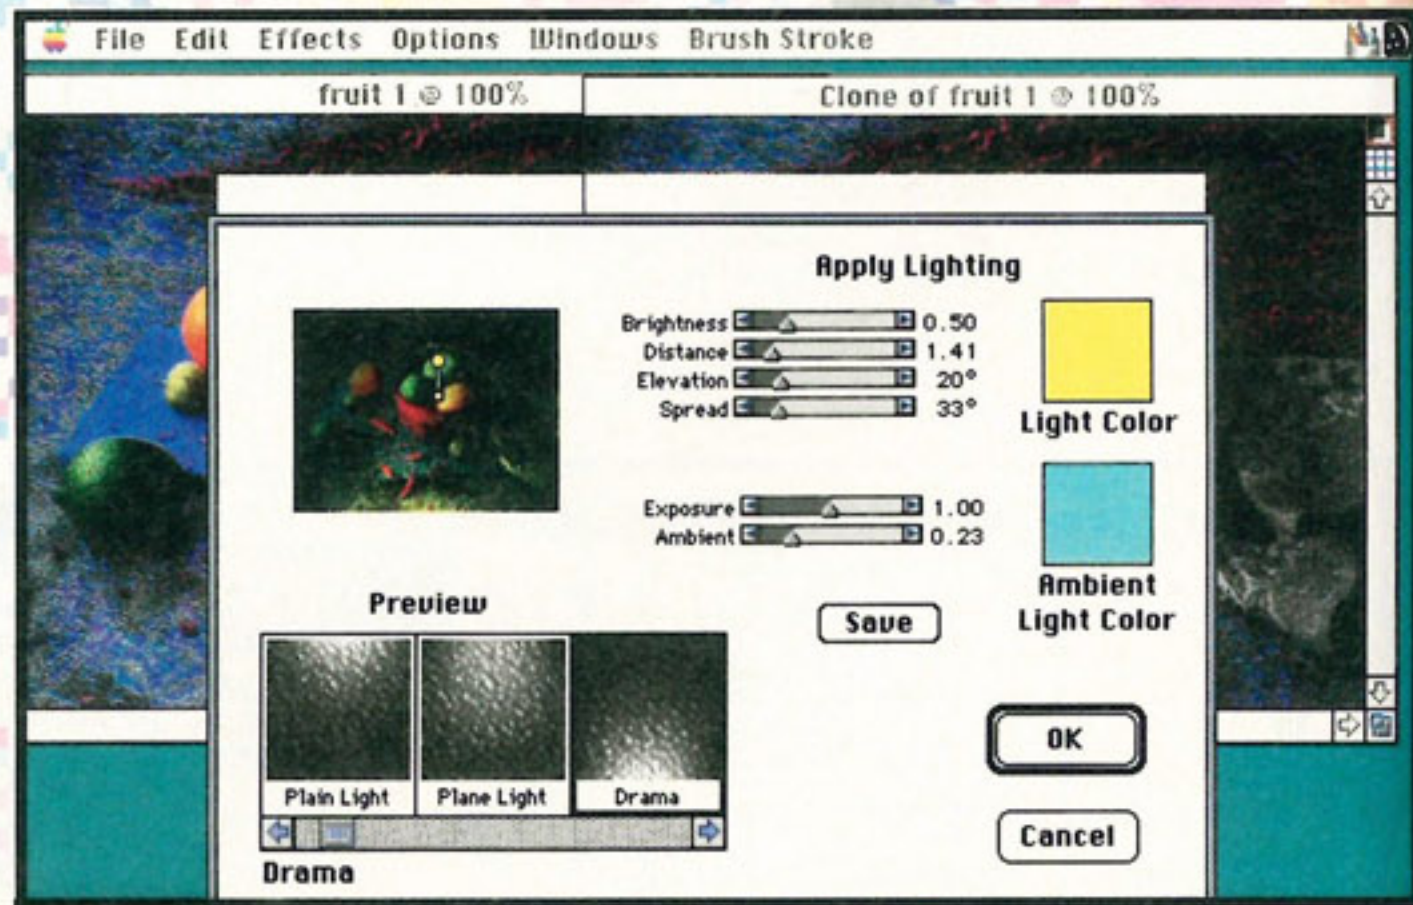 File Edit Effects Options Windows Brush Stroke
fruit 1 @ 100%
Clone of fruit 1 @ 100%
Apply Lighting
Brightness 0.50
Distance 1.41
Elevation 20°
Spread 33°
Light Color
Exposure 1.00
Ambient 0.23
Ambient
Light Color
Preview
Save
Plain Light
Plane Light
Drama
OK
Cancel
Drama